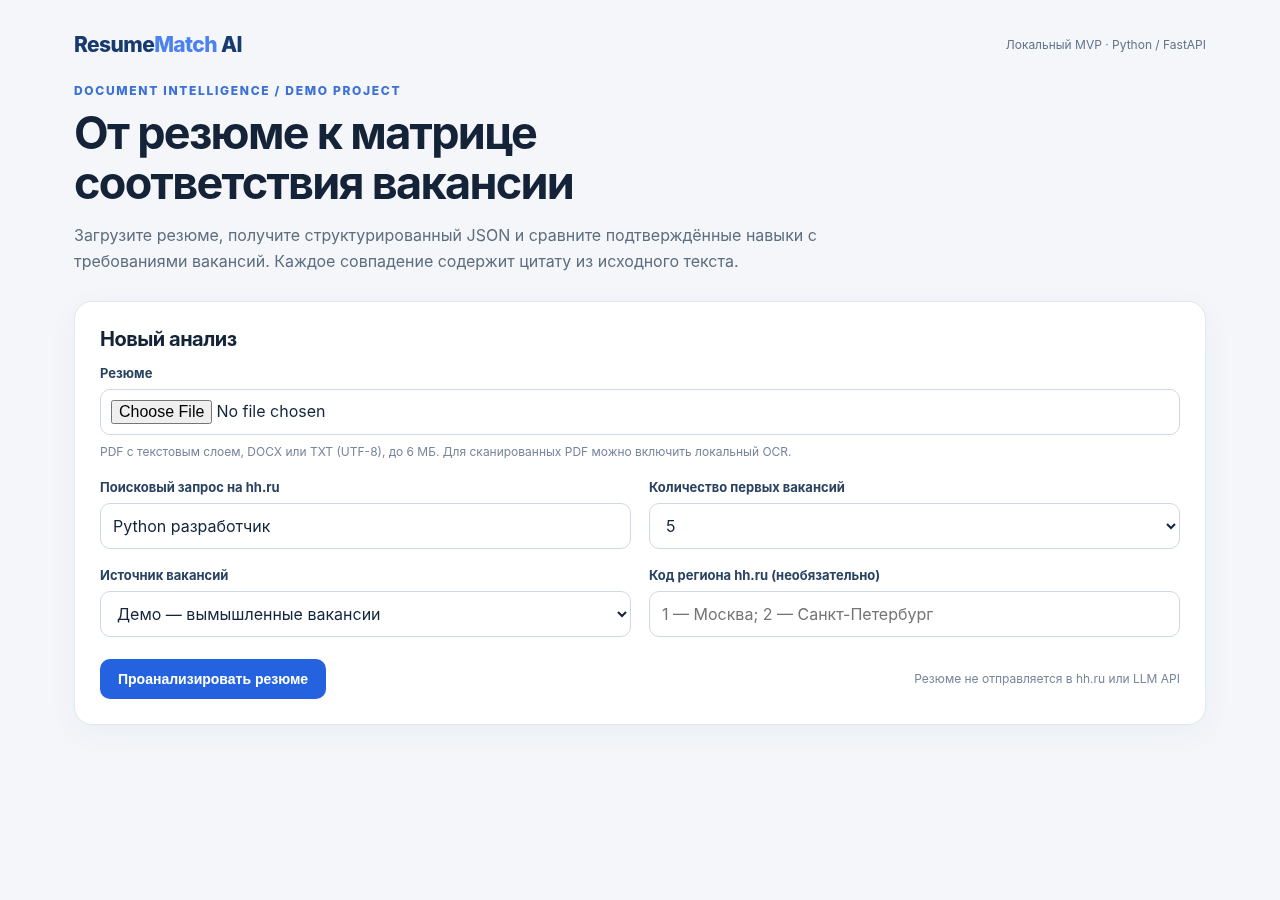 ResumeMatch AI
Локальный MVP · Python / FastAPI
DOCUMENT INTELLIGENCE / DEMO PROJECT
От резюме к матрице
соответствия вакансии
Загрузите резюме, получите структурированный JSON и сравните подтверждённые навыки с
требованиями вакансий. Каждое совпадение содержит цитату из исходного текста.
Новый анализ
Резюме
Choose File No file chosen
PDF с текстовым слоем, DOCX или TXT (UTF-8), до 6 МБ. Для сканированных PDF можно включить локальный OCR.
Поисковый запрос на hh.ru
Количество первых вакансий
Python разработчик
5
Источник вакансий
Код региона hh.ru (необязательно)
Демо — вымышленные вакансии
1 — Москва; 2 — Санкт-Петербург
Проанализировать резюме
Резюме не отправляется в hh.ru или LLM API